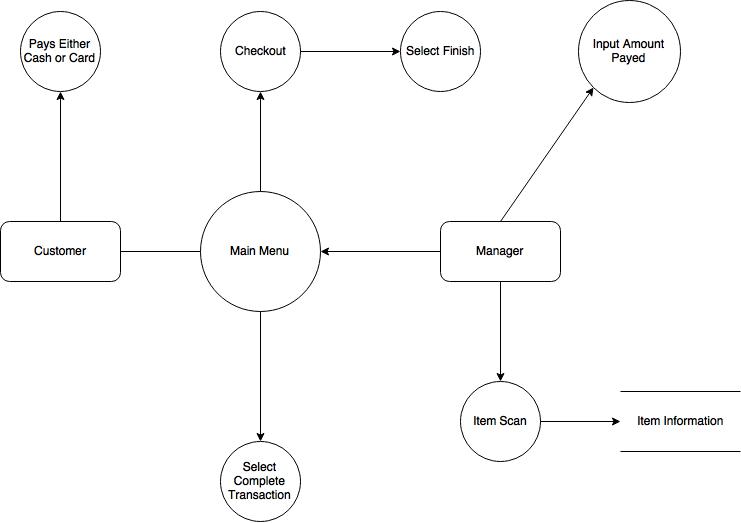 Pays Either
Cash or Card
Checkout
Select Finish
Input Amount
Payed
Customer
Main Menu
Manager
Item Scan
Item Information
Select
Complete
Transaction